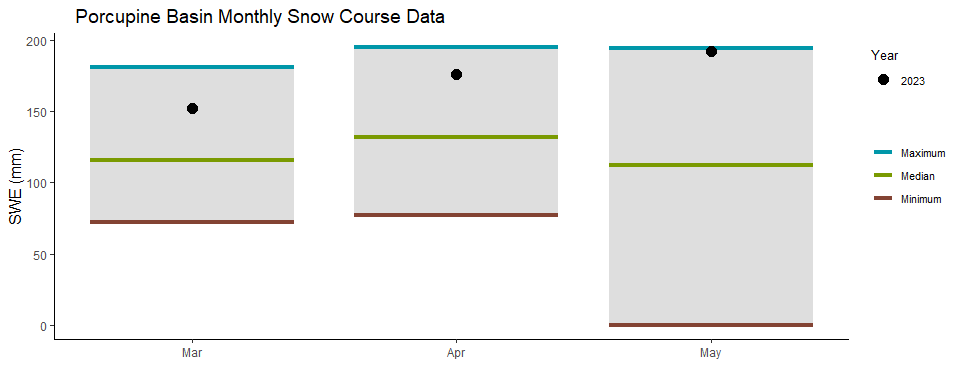 Porcupine Basin Monthly Snow Course Data
SWE (mm)
200
150
100
50
0
Mar
Apr
May
Year
2023
Maximum
Median
Minimum